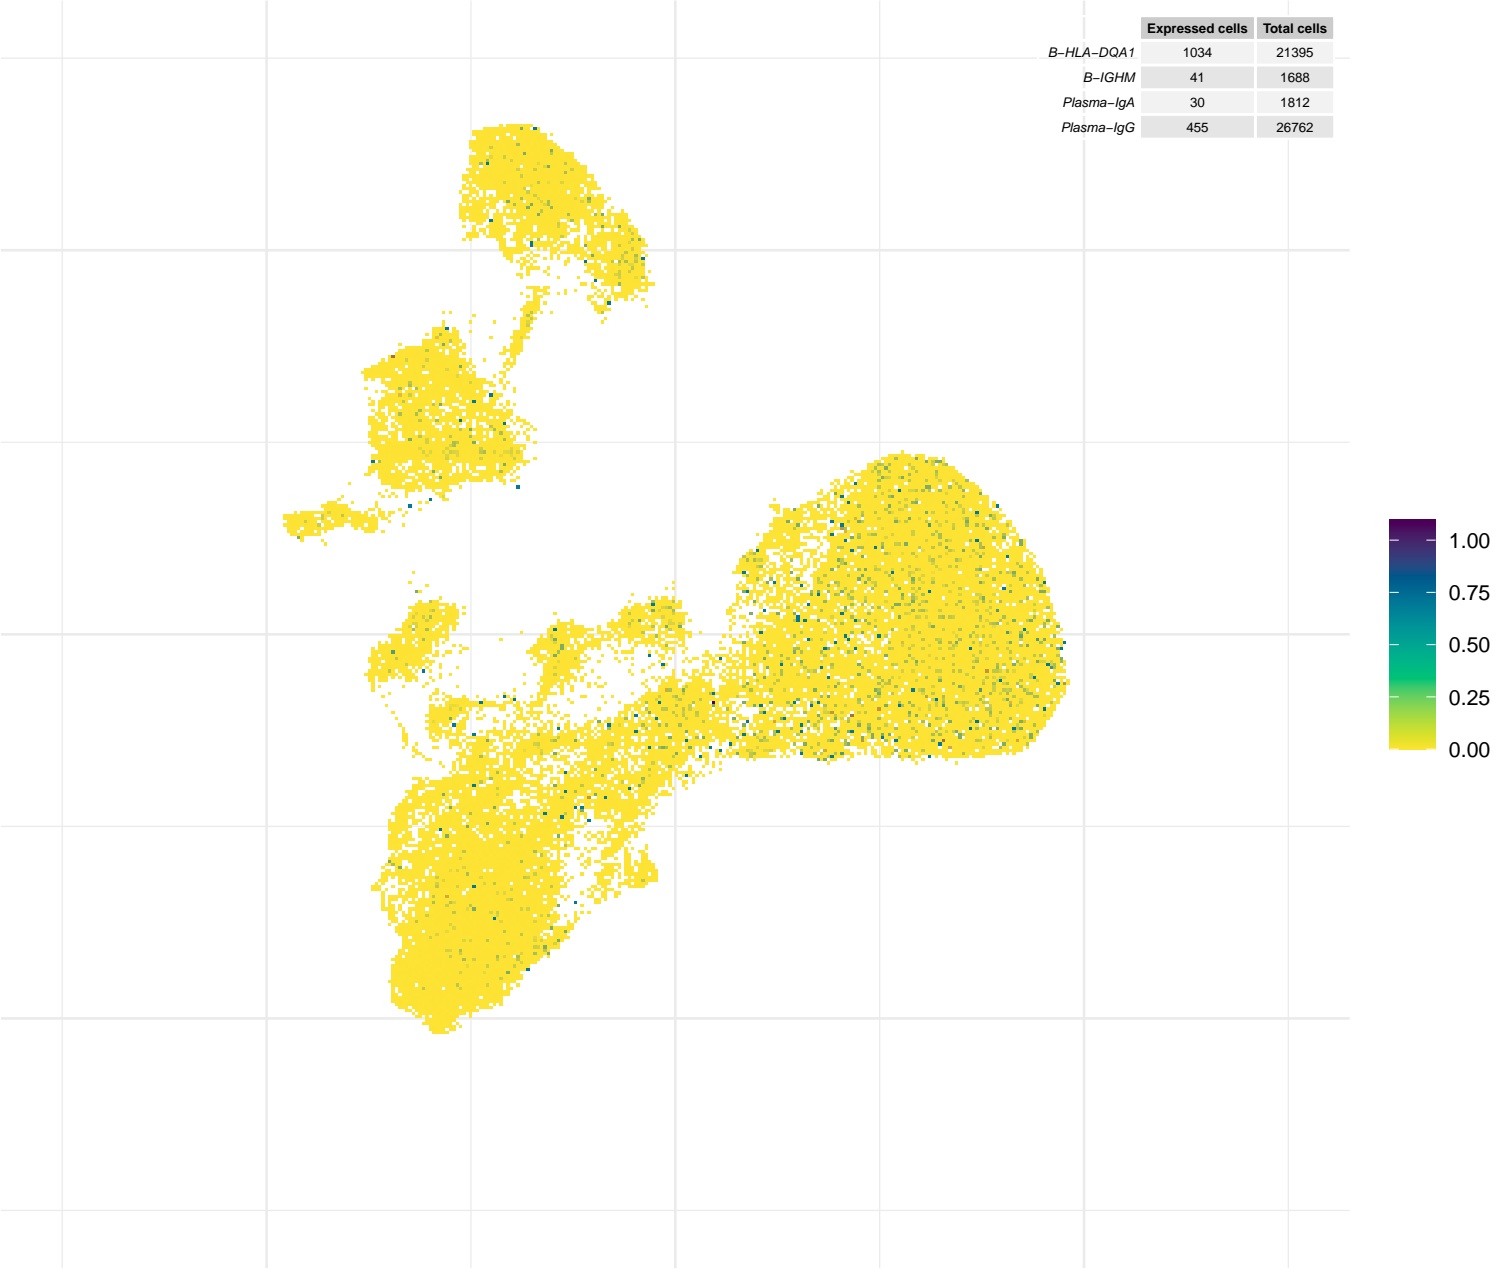 Expressed cells Total cells
B−HLA−DQA1 1034 21395
B−IGHM 41 1688
Plasma−IgA 30 1812
Plasma−IgG 455 26762
1.00
0.75
0.50
0.25
0.00